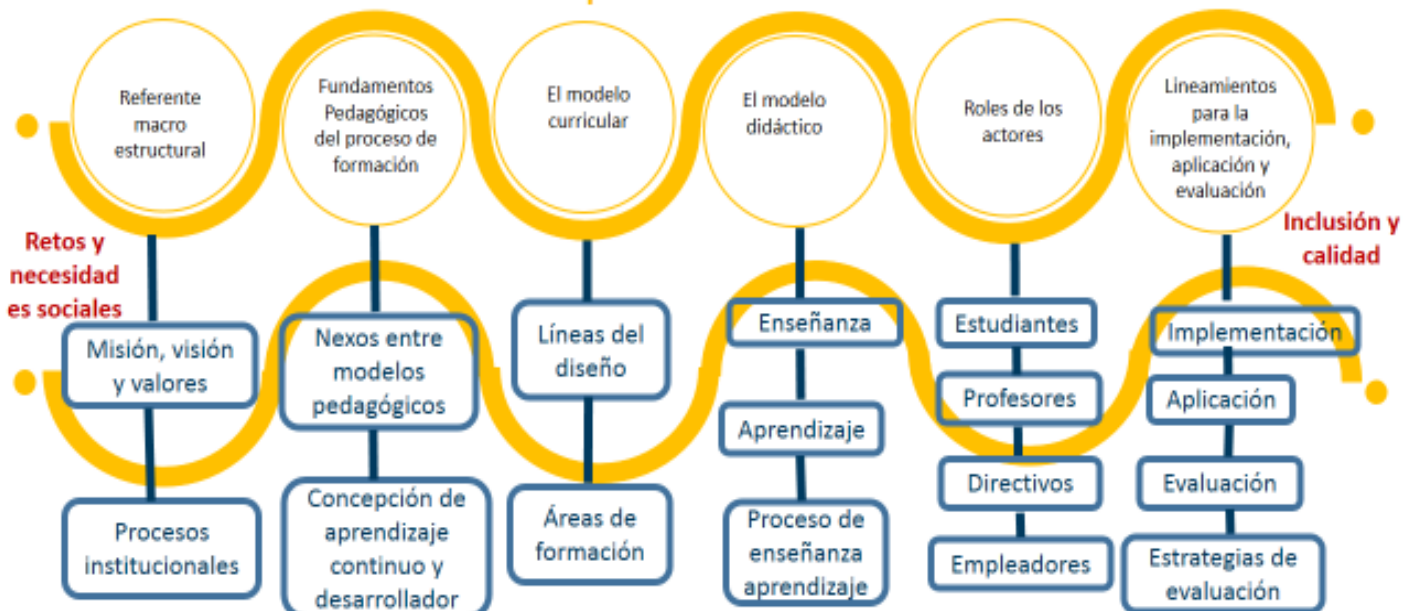 Referente
macro
estructural
Fundamentos
Pedagógicos
del proceso de
formación
El modelo
curricular
El modelo
didáctico
Roles de los
actores
Lineamientos
para la
implementación,
aplicación y
evaluación
Retos y
necesidad
es sociales
Inclusión y
calidad
Misión, visión
y valores
Procesos
institucionales
Nexos entre
modelos
pedagógicos
Concepción de
aprendizaje
continuo y
desarrollador
Líneas del
diseño
Áreas de
formación
Enseñanza
Aprendizaje
Proceso de
enseñanza
aprendizaje
Estudiantes
Profesores
Directivos
Empleadores
Implementación
Aplicación
Evaluación
Estrategias de
evaluación